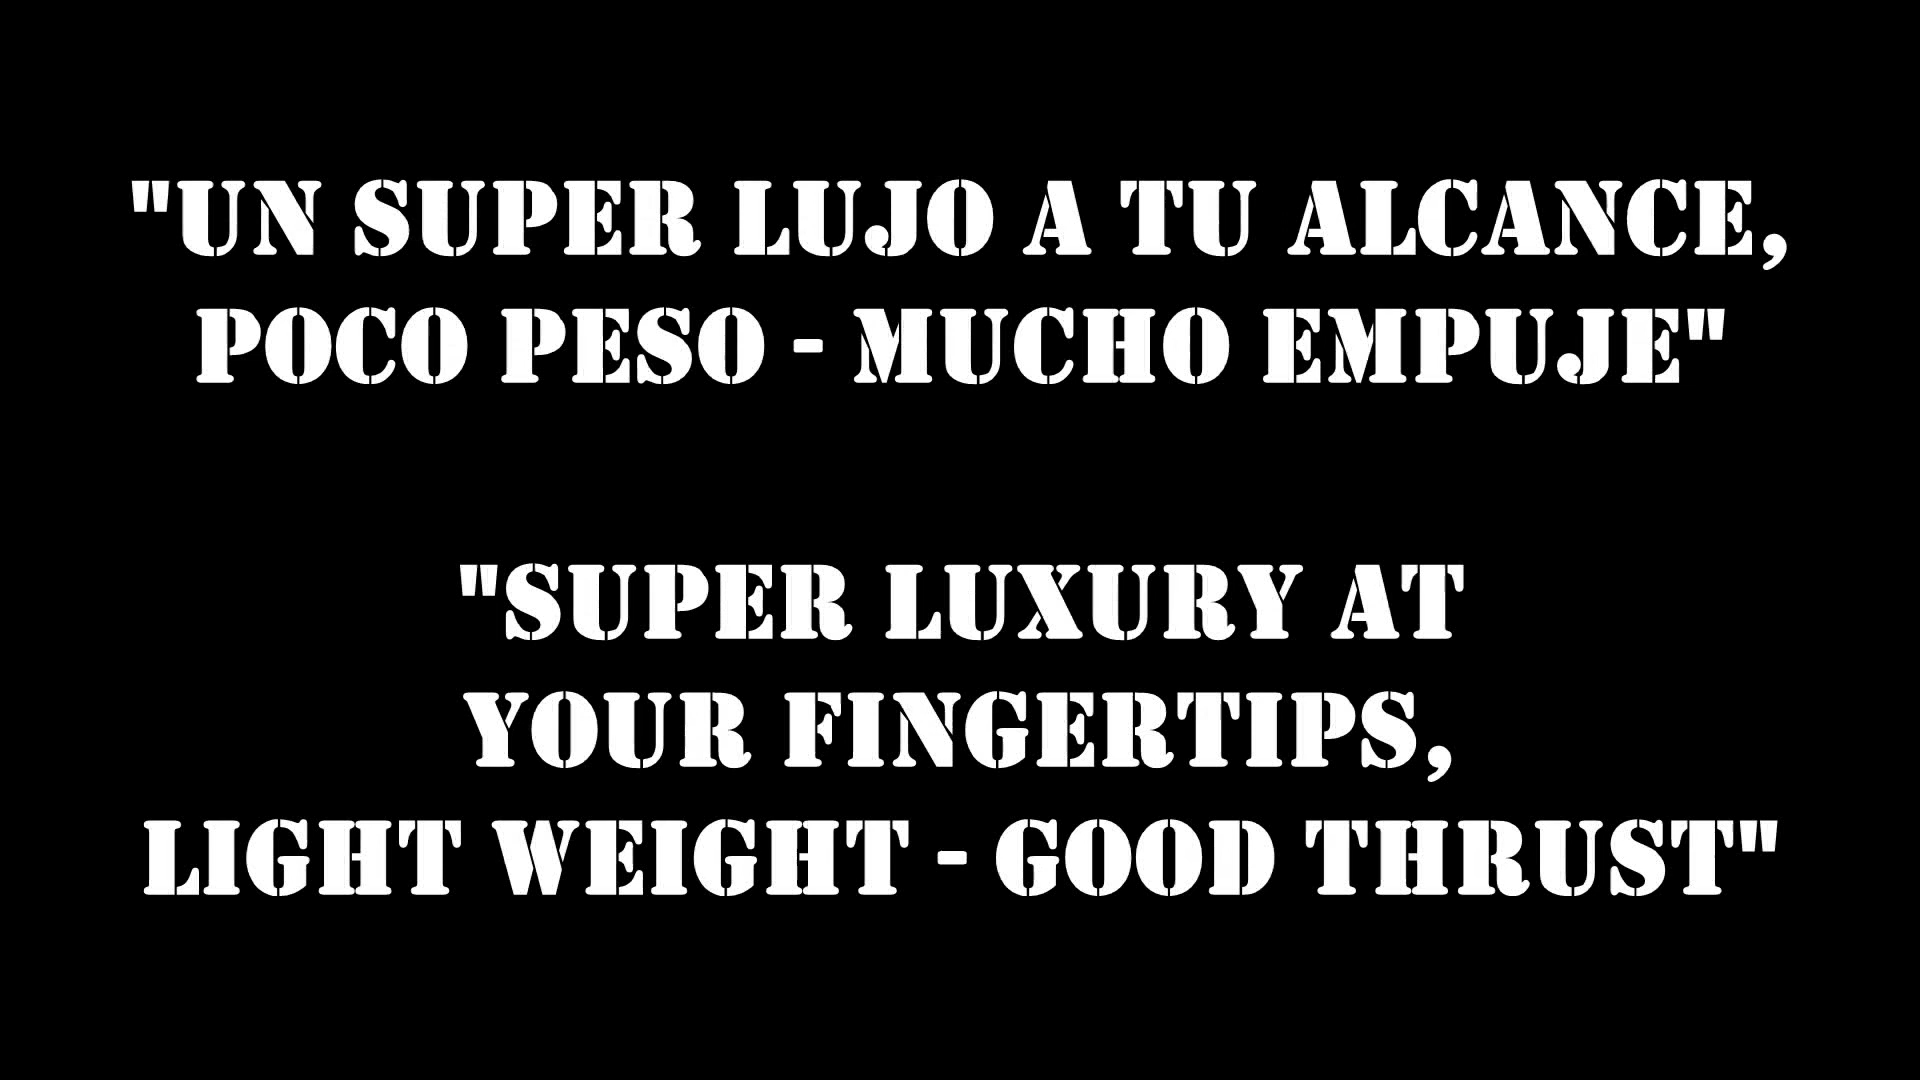 "UN SUPER LUJO A TU ALCANCE,
POCO PESO - MUCHO EMPUJE"
"SUPER LUXURY AT
YOUR FINGERTIPS,
LIGHT WEIGHT - GOOD THRUST"